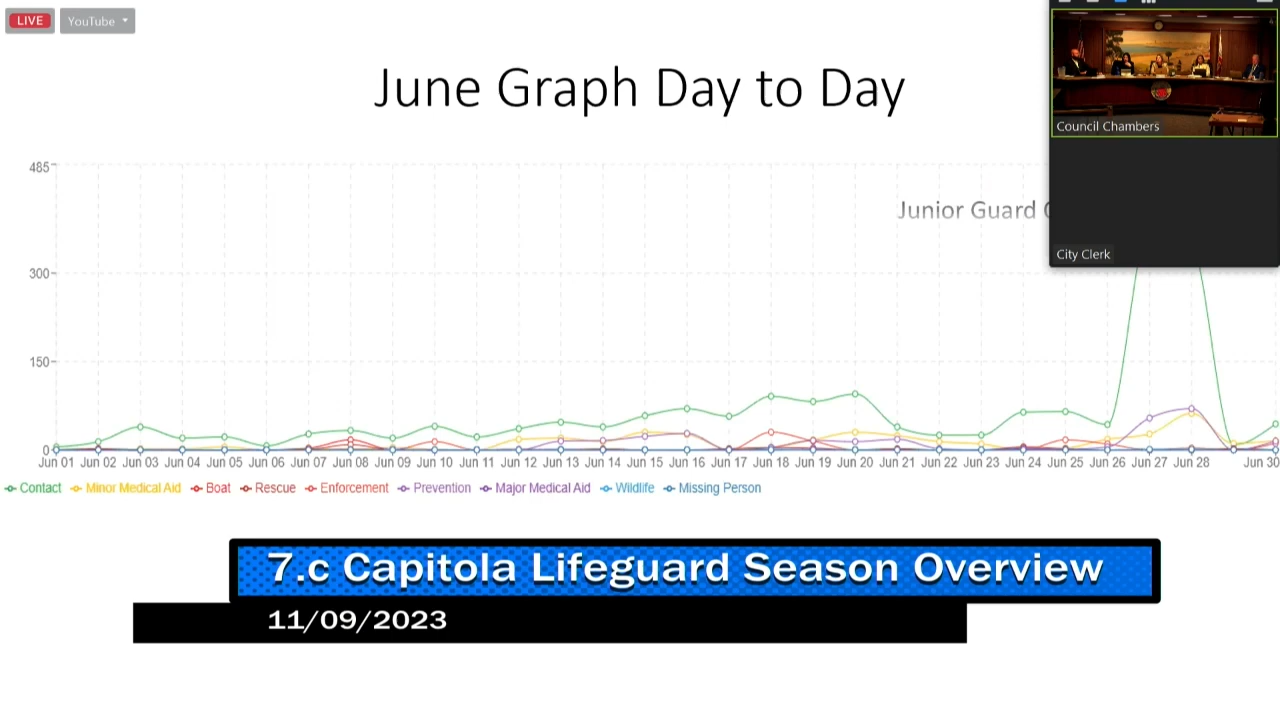 LIVE
YouTube
June Graph Day to Day
Council Chambers
City Clerk
Junior Guard
485
300
150
0
Jun 01 Jun 02 Jun 03 Jun 04 Jun 05 Jun 06 Jun 07 Jun 08 Jun 09 Jun 10 Jun 11 Jun 12 Jun 13 Jun 14 Jun 15 Jun 16 Jun 17 Jun 18 Jun 19 Jun 20 Jun 21 Jun 22 Jun 23 Jun 24 Jun 25 Jun 26 Jun 27 Jun 28 Jun 30
Contact Minor Medical Aid Boat Rescue Enforcement Prevention Major Medical Aid Wildlife Missing Person
7.c Capitola Lifeguard Season Overview
11/09/2023